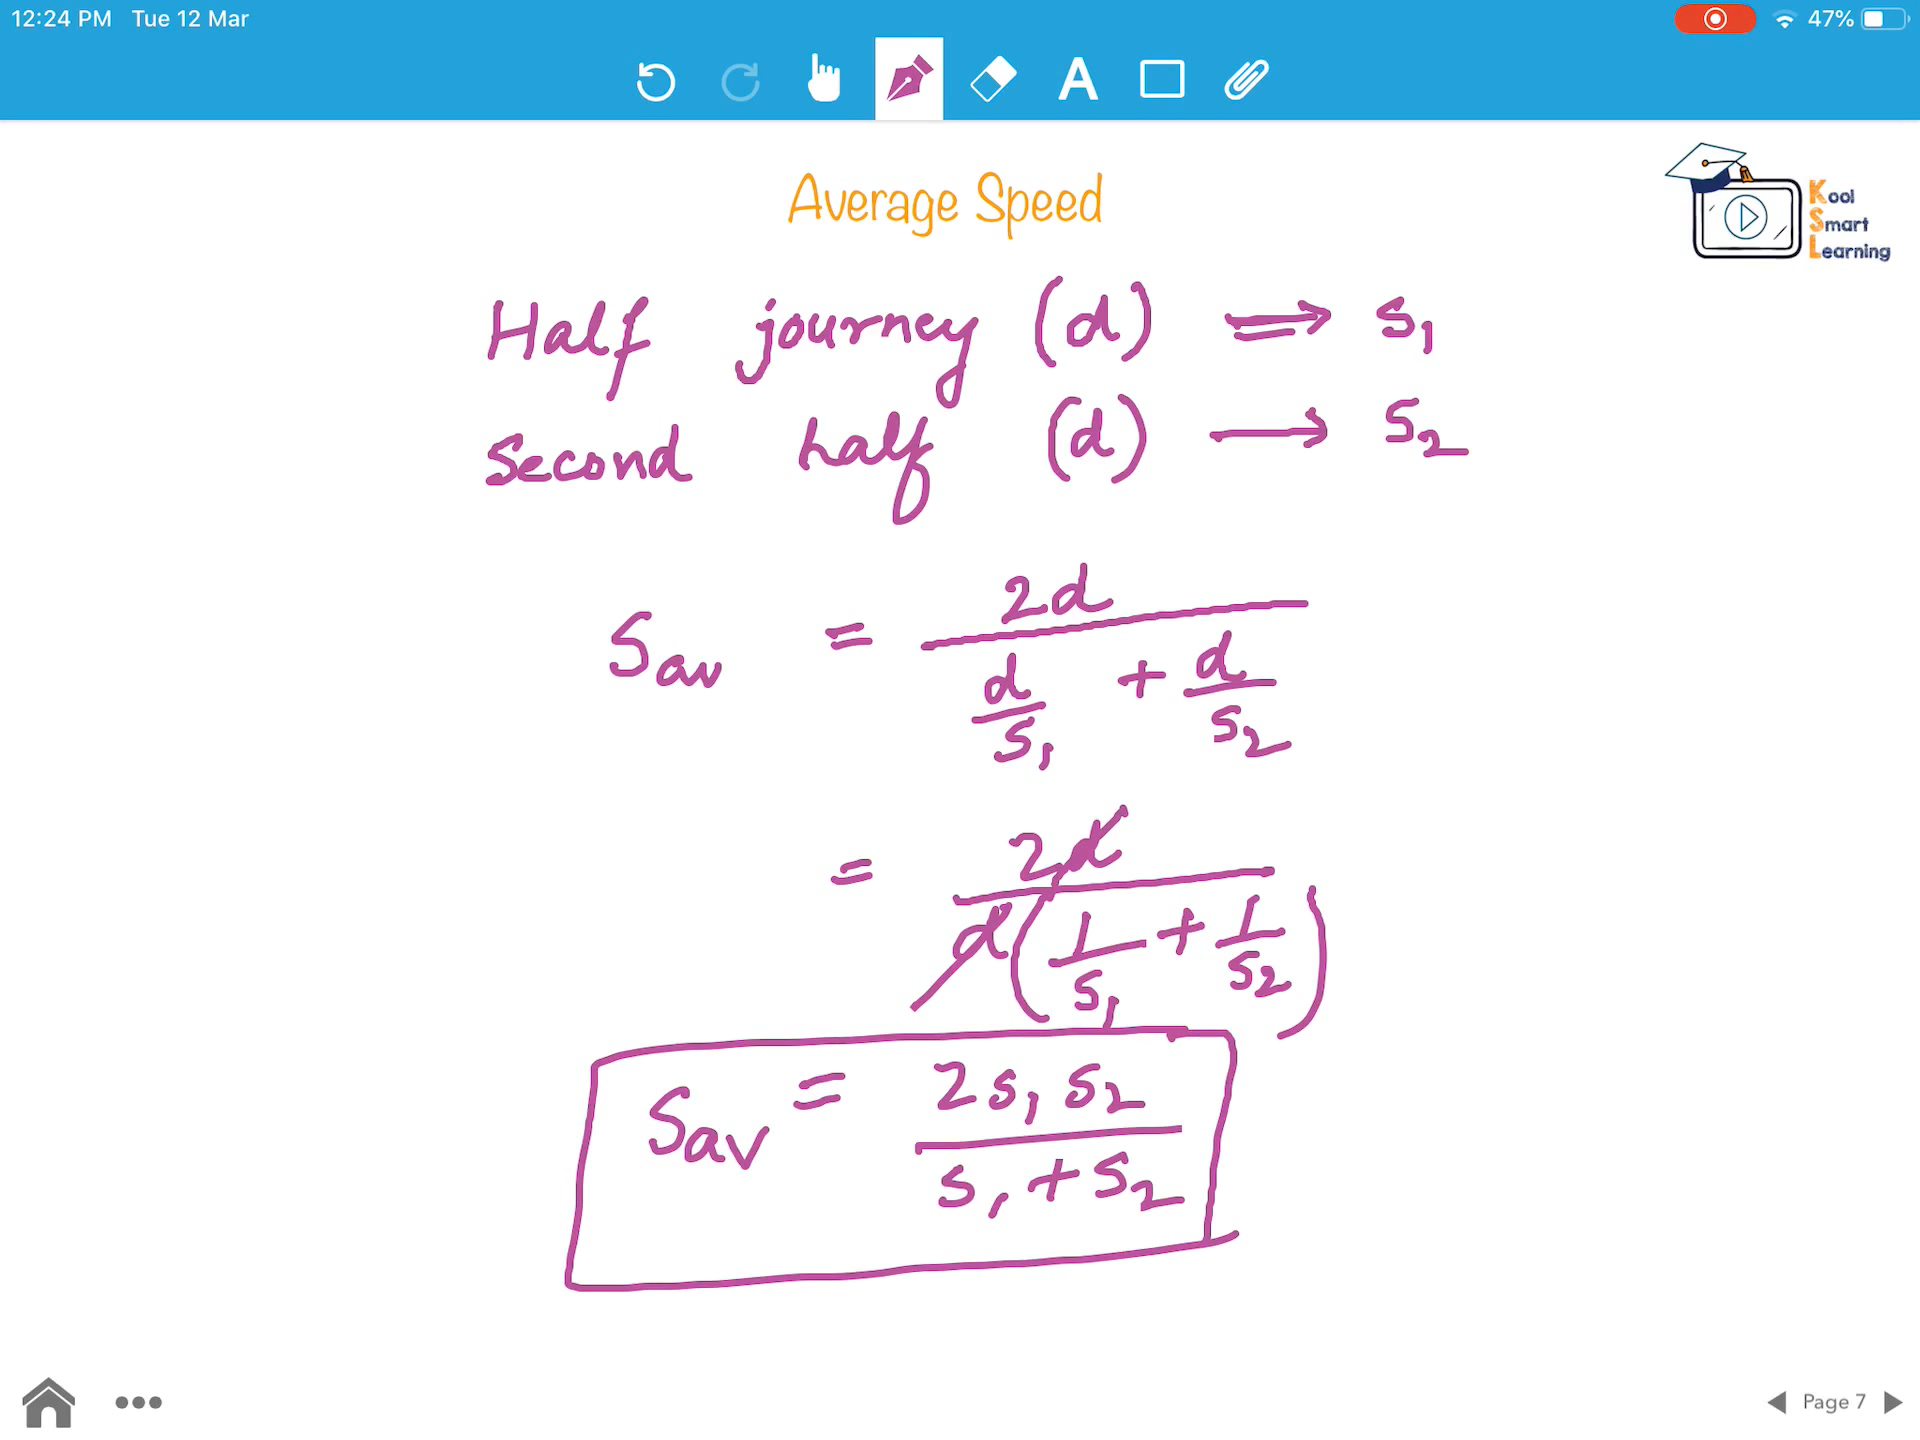 12:24 PM Tue 12 Mar 47%
A
Average Speed
Kool
Smart
Learning
Half journey (d) ⟹ s₁
Second half (d) ⟶ s₂
Sav = 2d / (d/s₁ + d/s₂)
= 2d / d(1/s₁ + 1/s₂)
Sav = 2s₁s₂ / s₁+s₂
Page 7